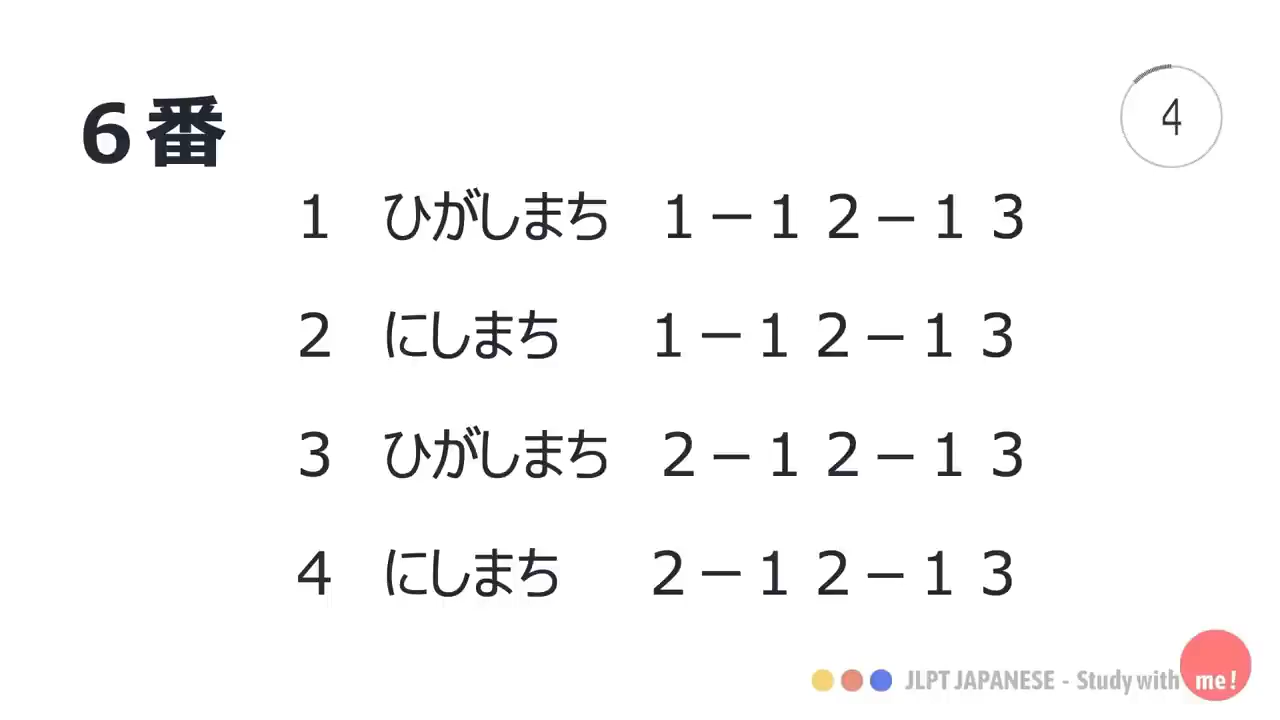 6番
4
1 ひがしまち 1－12－13
2 にしまち 1－12－13
3 ひがしまち 2－12－13
4 にしまち 2－12－13
JLPT JAPANESE - Study with me!